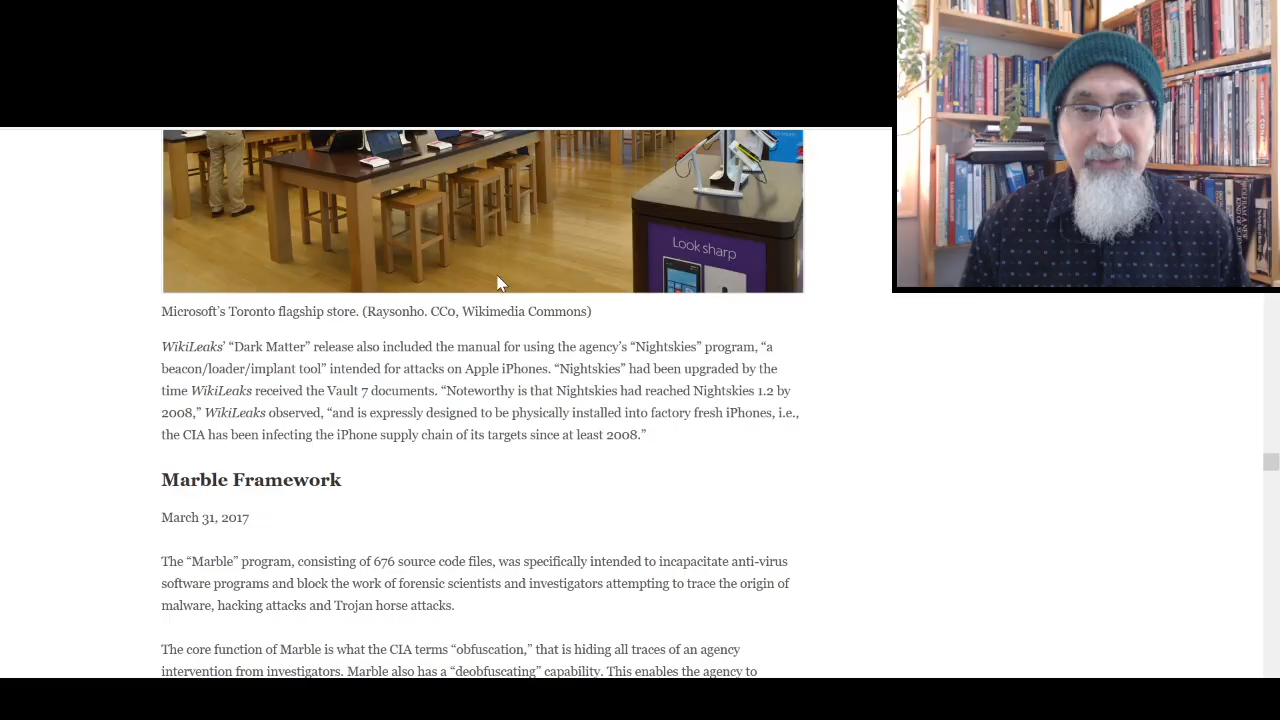 Look sharp
Microsoft's Toronto flagship store. (Raysonho. CC0, Wikimedia Commons)
WikiLeaks' “Dark Matter” release also included the manual for using the agency's “Nightskies” program, “a
beacon/loader/implant tool” intended for attacks on Apple iPhones. “Nightskies” had been upgraded by the
time WikiLeaks received the Vault 7 documents. “Noteworthy is that Nightskies had reached Nightskies 1.2 by
2008,” WikiLeaks observed, “and is expressly designed to be physically installed into factory fresh iPhones, i.e.,
the CIA has been infecting the iPhone supply chain of its targets since at least 2008.”
Marble Framework
March 31, 2017
The “Marble” program, consisting of 676 source code files, was specifically intended to incapacitate anti-virus
software programs and block the work of forensic scientists and investigators attempting to trace the origin of
malware, hacking attacks and Trojan horse attacks.
The core function of Marble is what the CIA terms “obfuscation,” that is hiding all traces of an agency
intervention from investigators. Marble also has a “deobfuscating” capability. This enables the agency to